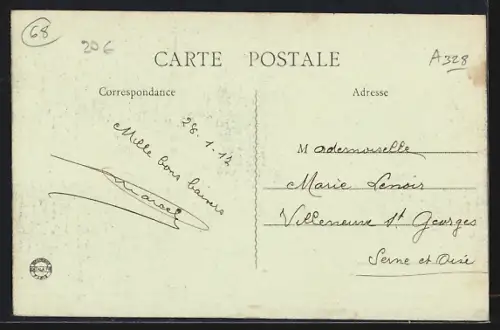 68
206
A328
CARTE POSTALE
Correspondance
Adresse
28.1.12
Mille bons baisers
Marcel
Mademoiselle
Marie Lenoir
Villeneuve St Georges
Seine et Oise